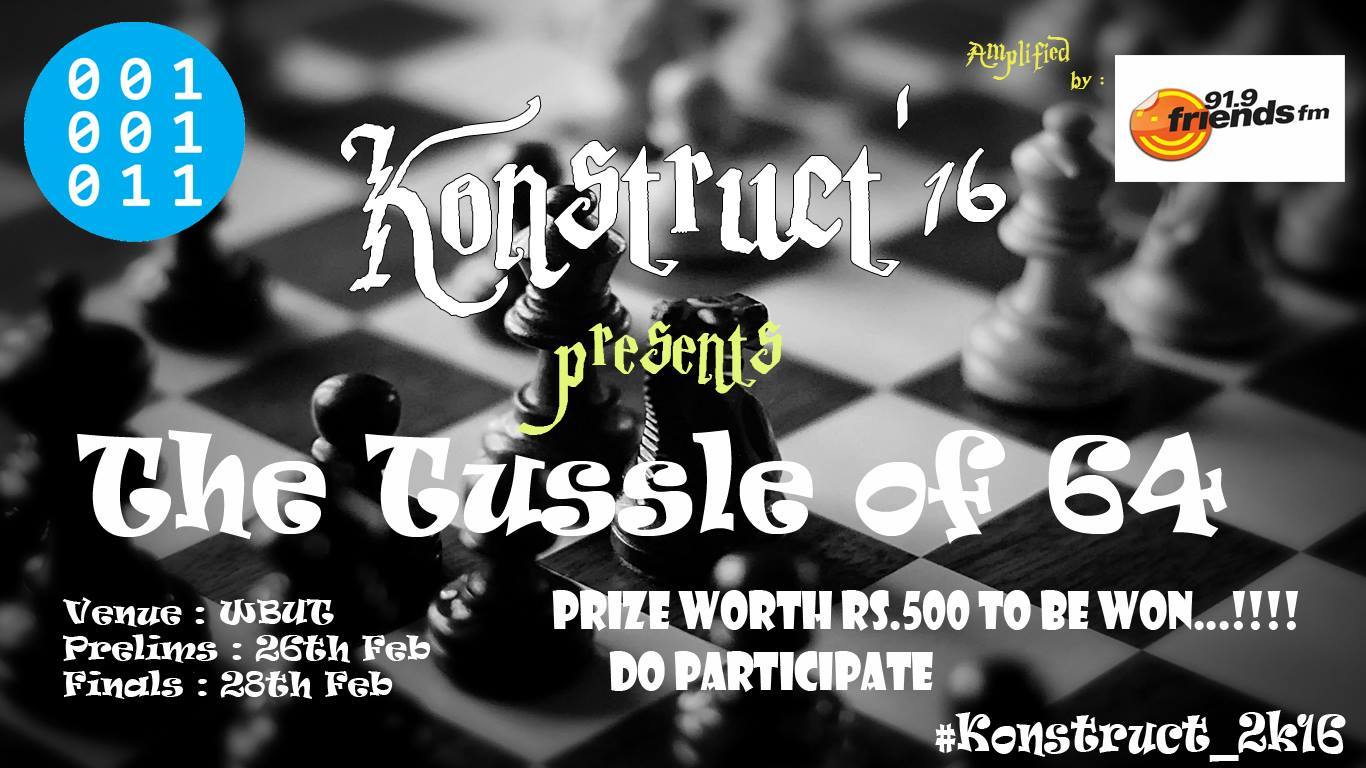 001
001
011
Amplified
by :
91.9
friends fm
Konstruct '16
presents
The Tussle of 64
Venue : WBUT
Prelims : 26th Feb
Finals : 28th Feb
PRIZE WORTH RS.500 TO BE WON...!!!!
DO PARTICIPATE
#Konstruct_2k16